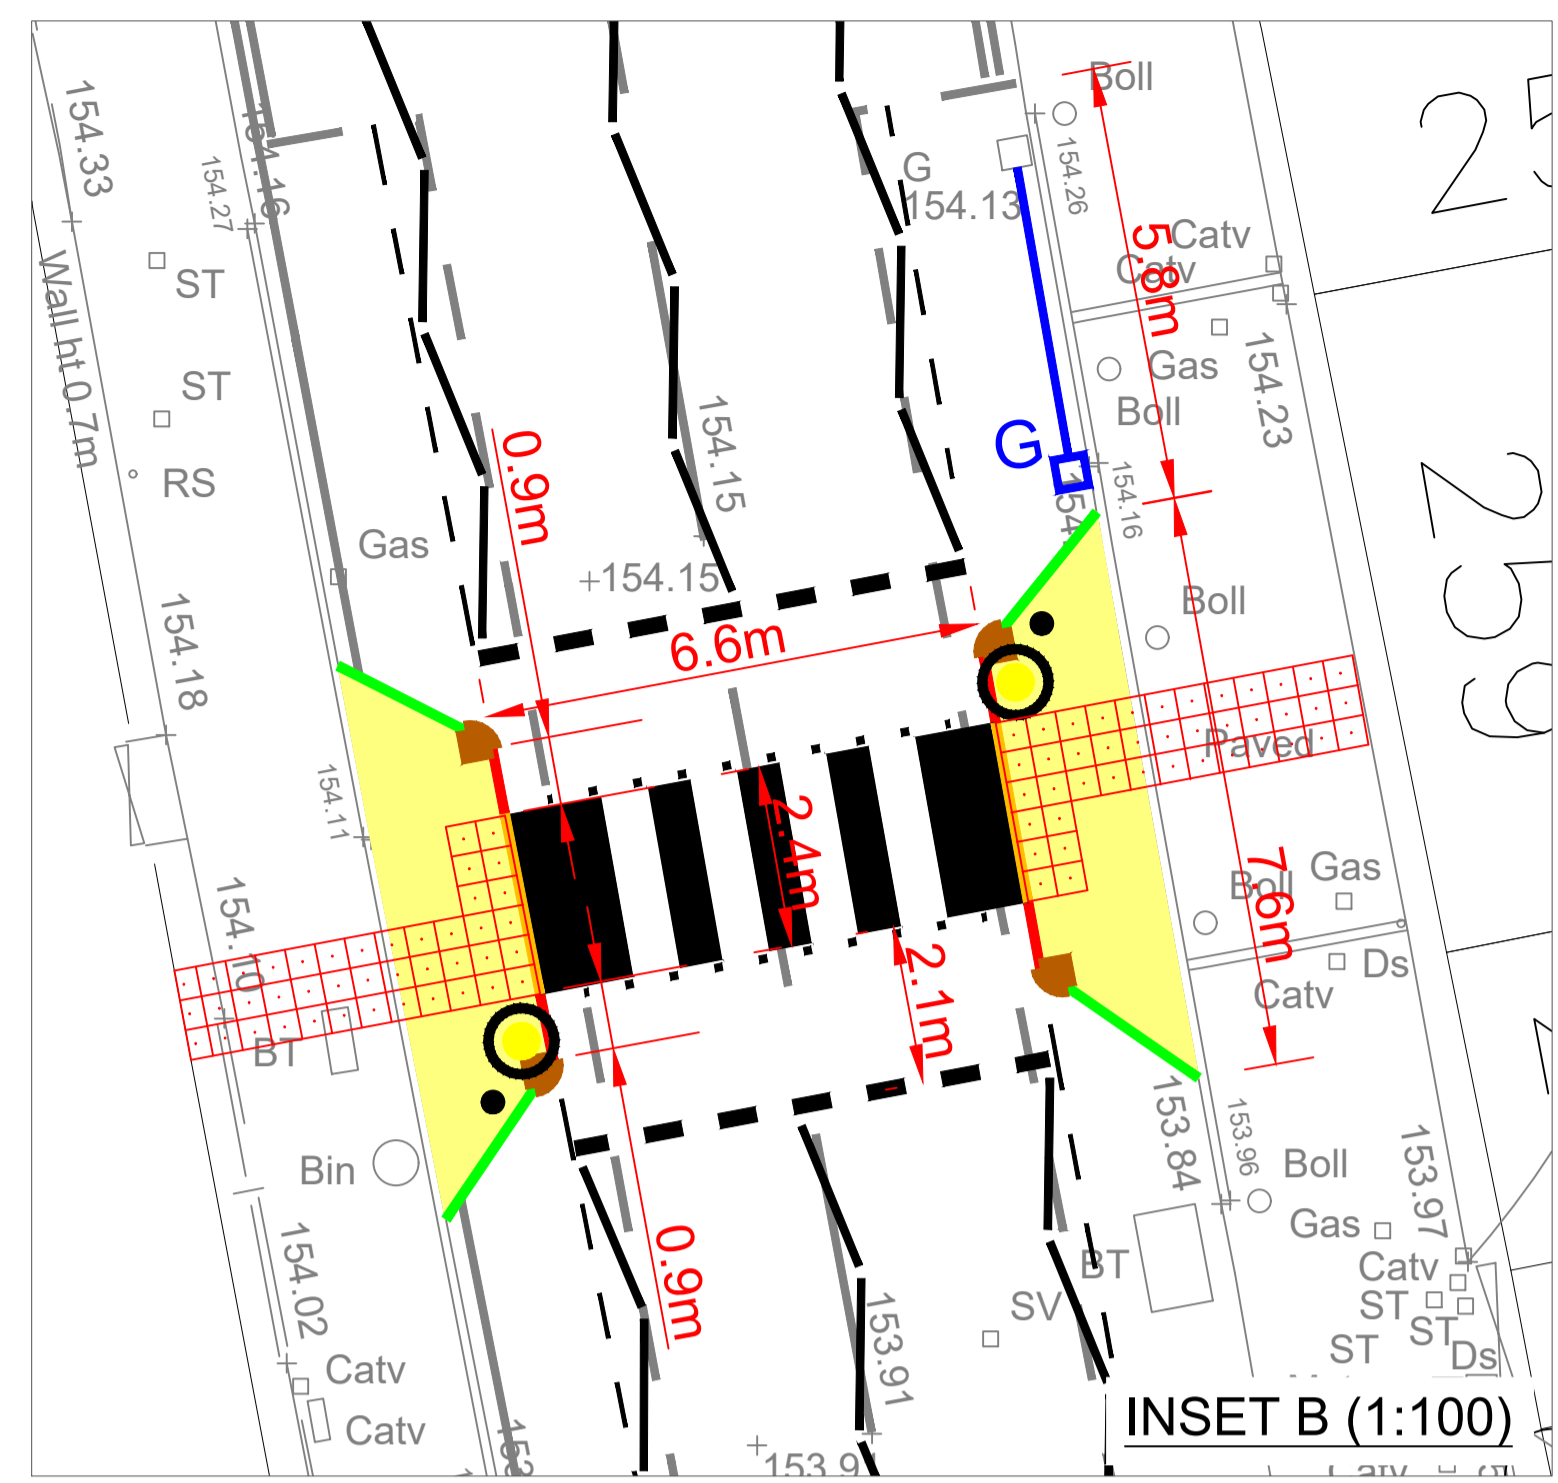 Boll
154.33
154.16
154.27
G
154.13
154.26
25
Catv
Catv
5.8m
ST
Wall ht 0.7m
ST
Gas
154.23
Boll
154.15
RS
0.9m
G
154.16
Gas
+154.15
154.18
Boll
6.6m
Paved
154.11
2.4m
154.10
Boll
Gas
7.6m
Ds
Catv
2.1m
BT
Bin
153.84
153.96
Boll
153.97
Gas
154.02
0.9m
BT
Catv
SV
ST
ST
ST
Ds
153.91
Catv
Catv
INSET B (1:100)
153.9